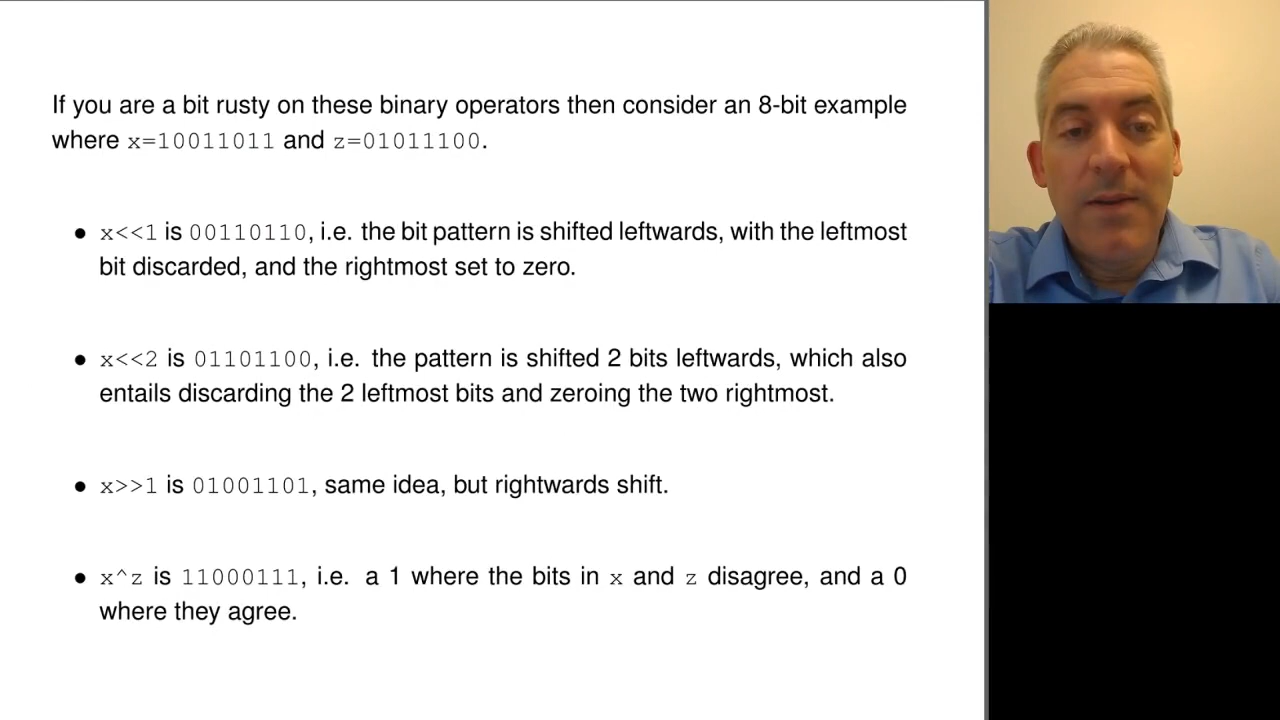 If you are a bit rusty on these binary operators then consider an 8-bit example
where x=10011011 and z=01011100.
• x<<1 is 00110110, i.e. the bit pattern is shifted leftwards, with the leftmost
bit discarded, and the rightmost set to zero.
• x<<2 is 01101100, i.e. the pattern is shifted 2 bits leftwards, which also
entails discarding the 2 leftmost bits and zeroing the two rightmost.
• x>>1 is 01001101, same idea, but rightwards shift.
• x^z is 11000111, i.e. a 1 where the bits in x and z disagree, and a 0
where they agree.